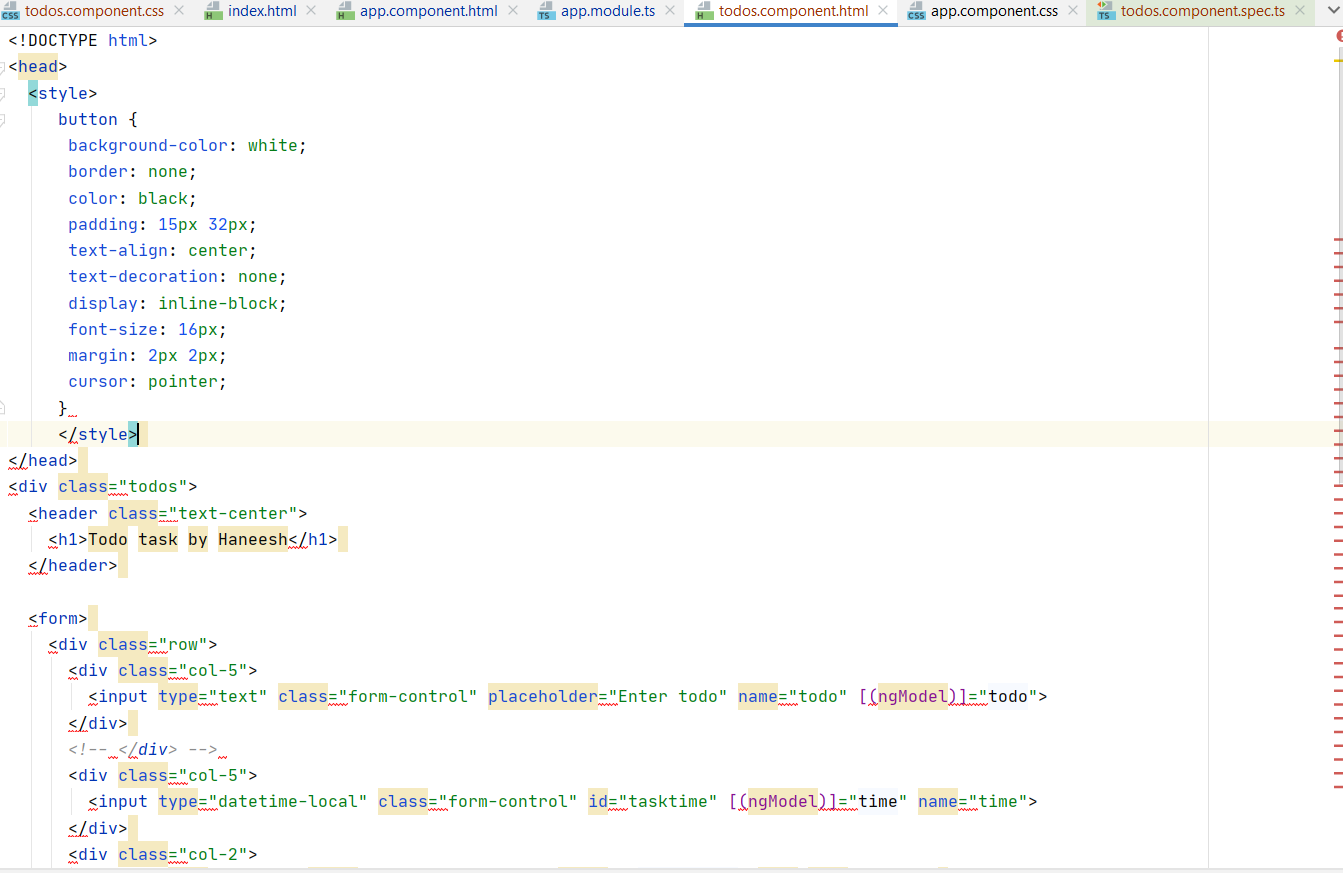 todos.component.css index.html app.component.html app.module.ts todos.component.html app.component.css todos.component.spec.ts
<!DOCTYPE html>
<head>
<style>
button {
background-color: white;
border: none;
color: black;
padding: 15px 32px;
text-align: center;
text-decoration: none;
display: inline-block;
font-size: 16px;
margin: 2px 2px;
cursor: pointer;
}
</style>
</head>
<div class="todos">
<header class="text-center">
<h1>Todo task by Haneesh</h1>
</header>
<form>
<div class="row">
<div class="col-5">
<input type="text" class="form-control" placeholder="Enter todo" name="todo" [(ngModel)]="todo">
</div>
<!-- </div> -->
<div class="col-5">
<input type="datetime-local" class="form-control" id="tasktime" [(ngModel)]="time" name="time">
</div>
<div class="col-2">